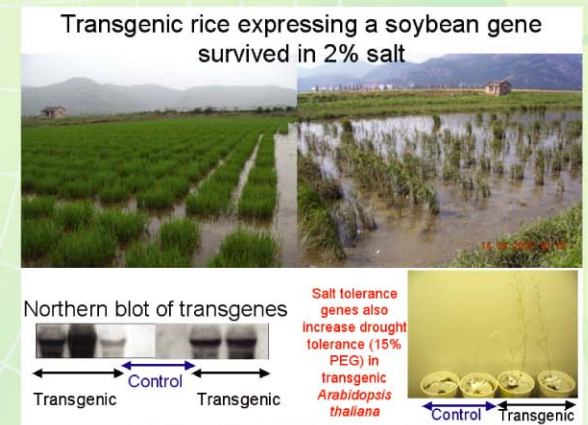 Transgenic rice expressing a soybean gene
survived in 2% salt
Northern blot of transgenes
Control
Transgenic
Transgenic
Salt tolerance
genes also
increase drought
tolerance (15%
PEG) in
transgenic
Arabidopsis
thaliana
Control
Transgenic